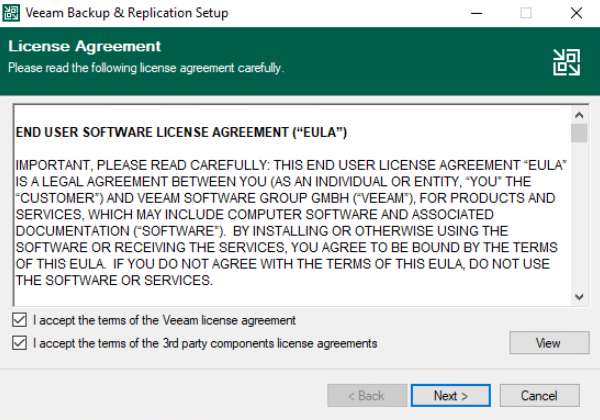 Veeam Backup & Replication Setup
License Agreement
Please read the following license agreement carefully.
END USER SOFTWARE LICENSE AGREEMENT (“EULA”)
IMPORTANT, PLEASE READ CAREFULLY: THIS END USER LICENSE AGREEMENT “EULA”
IS A LEGAL AGREEMENT BETWEEN YOU (AS AN INDIVIDUAL OR ENTITY, “YOU” THE
“CUSTOMER”) AND VEEAM SOFTWARE GROUP GMBH (“VEEAM”), FOR PRODUCTS AND
SERVICES, WHICH MAY INCLUDE COMPUTER SOFTWARE AND ASSOCIATED
DOCUMENTATION (“SOFTWARE”).  BY INSTALLING OR OTHERWISE USING THE
SOFTWARE OR RECEIVING THE SERVICES, YOU AGREE TO BE BOUND BY THE TERMS
OF THIS EULA.  IF YOU DO NOT AGREE WITH THE TERMS OF THIS EULA, DO NOT USE
THE SOFTWARE OR SERVICES.
I accept the terms of the Veeam license agreement
I accept the terms of the 3rd party components license agreements
View
< Back
Next >
Cancel